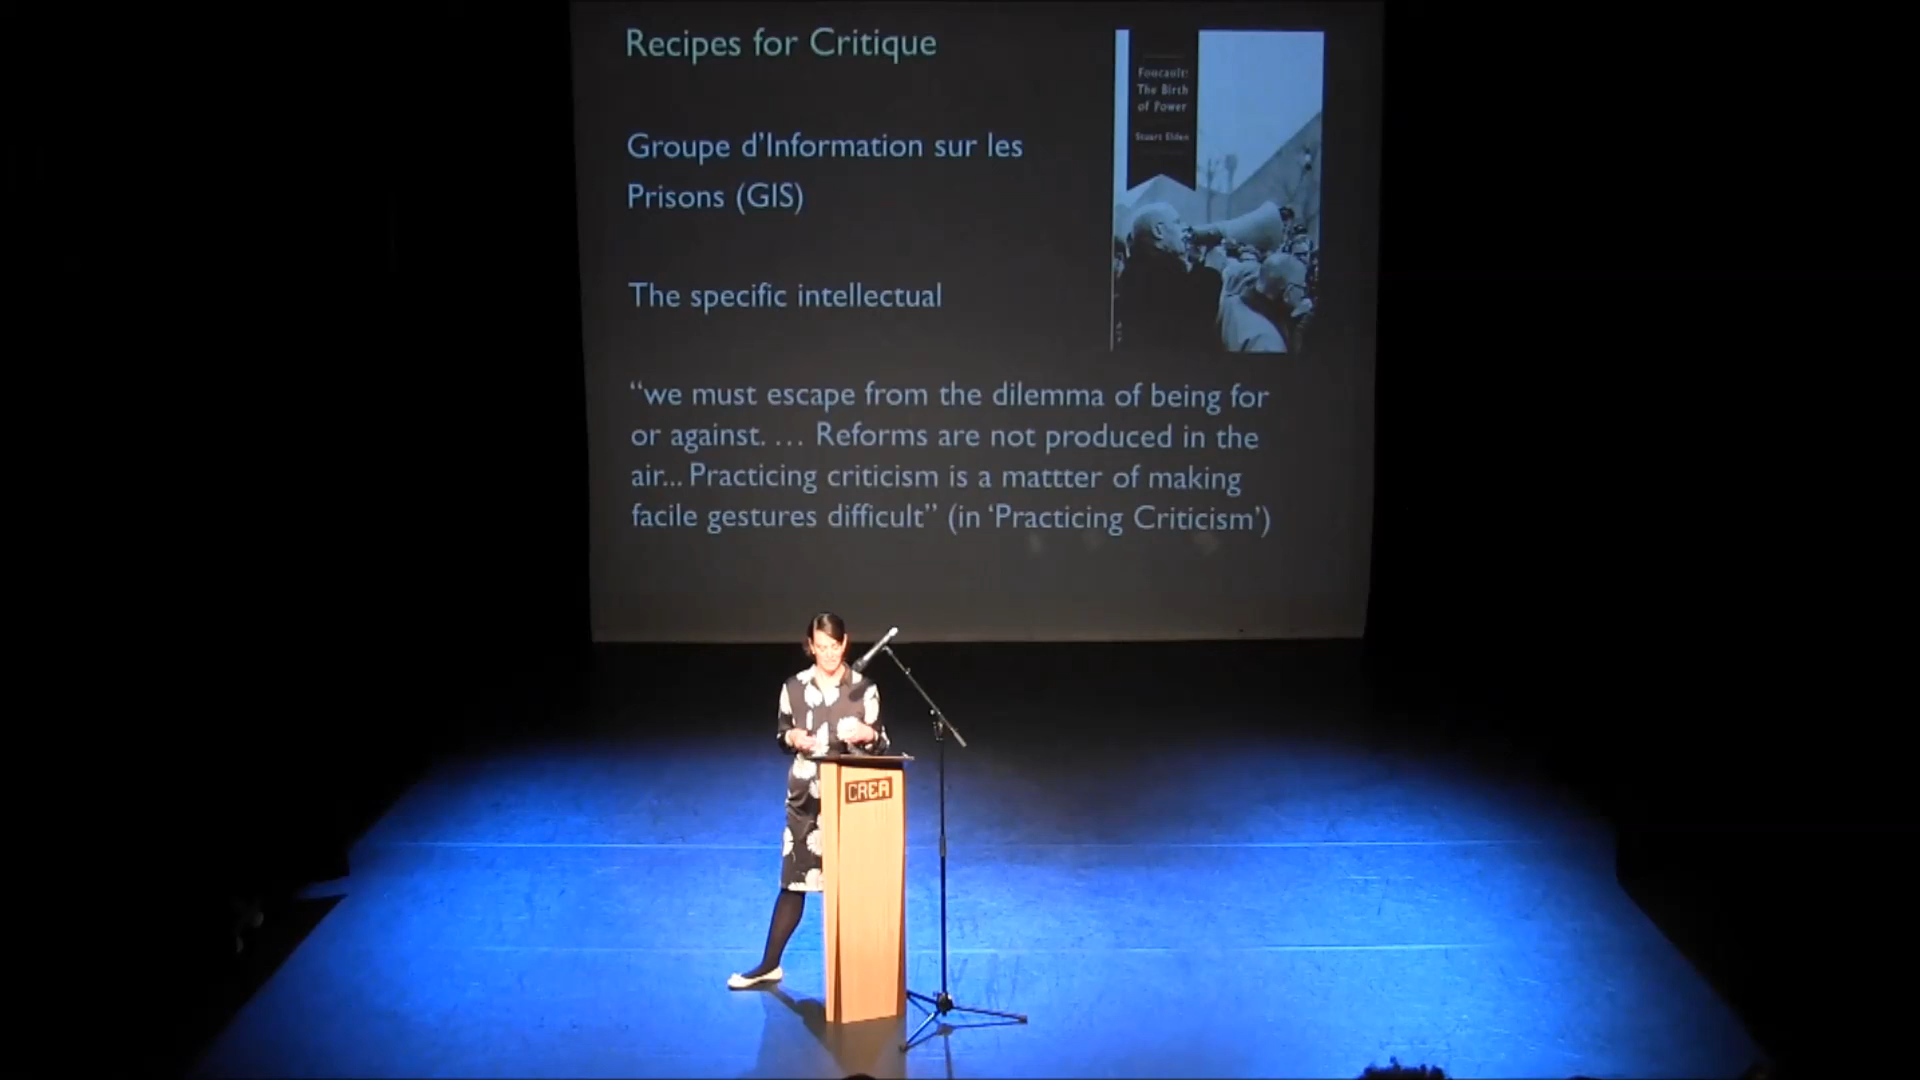 Recipes for Critique
Foucault:
The Birth
of Power
Stuart Elden
Groupe d'Information sur les
Prisons (GIS)
The specific intellectual
“we must escape from the dilemma of being for
or against. ... Reforms are not produced in the
air... Practicing criticism is a mattter of making
facile gestures difficult” (in ‘Practicing Criticism’)
CREA